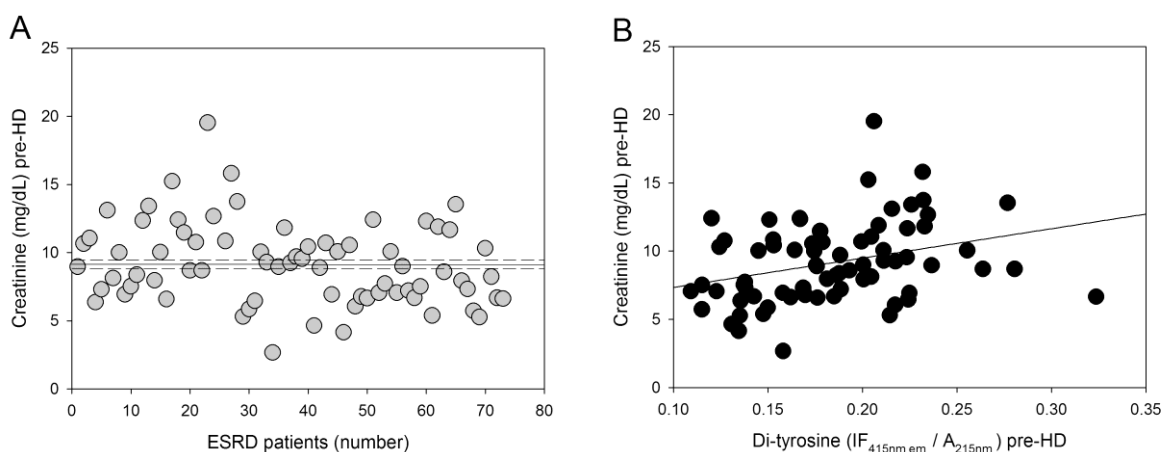 A
25
20
15
10
5
0
Creatinine (mg/dL) pre-HD
0 10 20 30 40 50 60 70 80
ESRD patients (number)
B
25
20
15
10
5
0
Creatinine (mg/dL) pre-HD
0.10 0.15 0.20 0.25 0.30 0.35
Di-tyrosine (IF415nm em / A215nm) pre-HD